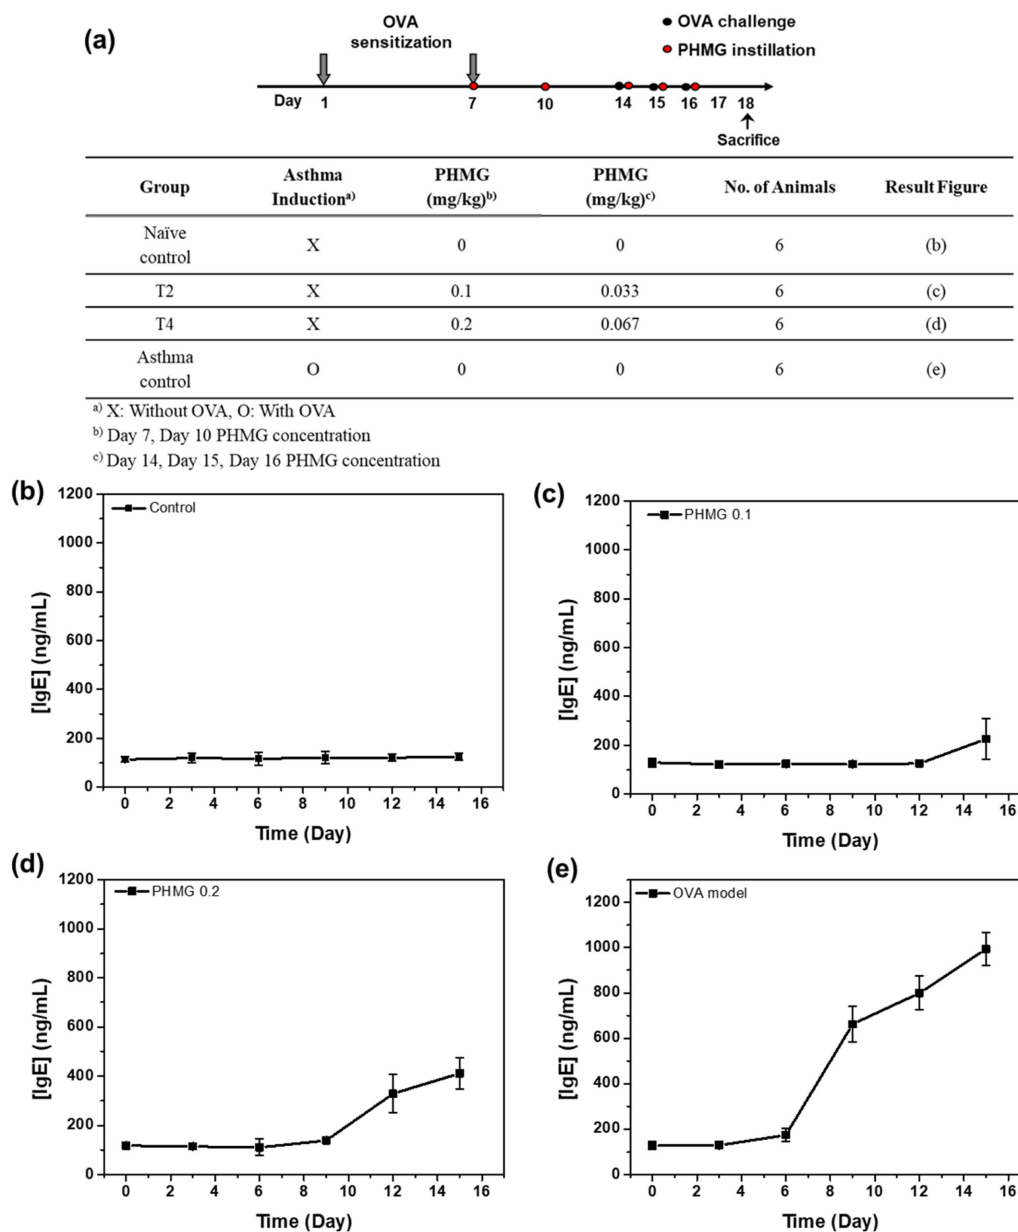 (a)
OVA
sensitization
OVA challenge
PHMG instillation
Day 1 7 10 14 15 16 17 18
Sacrifice
Group Asthma Induction^a) PHMG (mg/kg)^b) PHMG (mg/kg)^c) No. of Animals Result Figure
Naïve control X 0 0 6 (b)
T2 X 0.1 0.033 6 (c)
T4 X 0.2 0.067 6 (d)
Asthma control O 0 0 6 (e)
a) X: Without OVA, O: With OVA
b) Day 7, Day 10 PHMG concentration
c) Day 14, Day 15, Day 16 PHMG concentration
(b)
1200
1000
800
600
400
200
0
[IgE] (ng/mL)
Control
0 2 4 6 8 10 12 14 16
Time (Day)
(c)
1200
1000
800
600
400
200
0
[IgE] (ng/mL)
PHMG 0.1
0 2 4 6 8 10 12 14 16
Time (Day)
(d)
1200
1000
800
600
400
200
0
[IgE] (ng/mL)
PHMG 0.2
0 2 4 6 8 10 12 14 16
Time (Day)
(e)
1200
1000
800
600
400
200
0
[IgE] (ng/mL)
OVA model
0 2 4 6 8 10 12 14 16
Time (Day)